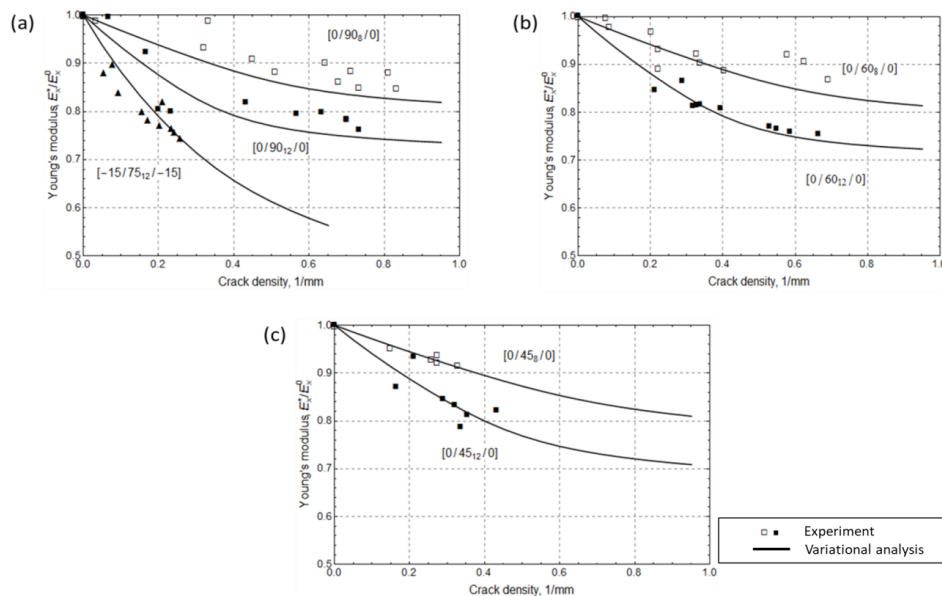 (a)
Young's modulus, E*x/E0x
1.0
0.9
0.8
0.7
0.6
0.5
[0/90₈/0]
[0/90₁₂/0]
[−15/75₁₂/−15]
0.0 0.2 0.4 0.6 0.8 1.0
Crack density, 1/mm
(b)
Young's modulus, E*x/E0x
1.0
0.9
0.8
0.7
0.6
0.5
[0/60₈/0]
[0/60₁₂/0]
0.0 0.2 0.4 0.6 0.8 1.0
Crack density, 1/mm
(c)
Young's modulus, E*x/E0x
1.0
0.9
0.8
0.7
0.6
0.5
[0/45₈/0]
[0/45₁₂/0]
0.0 0.2 0.4 0.6 0.8 1.0
Crack density, 1/mm
Experiment
Variational analysis